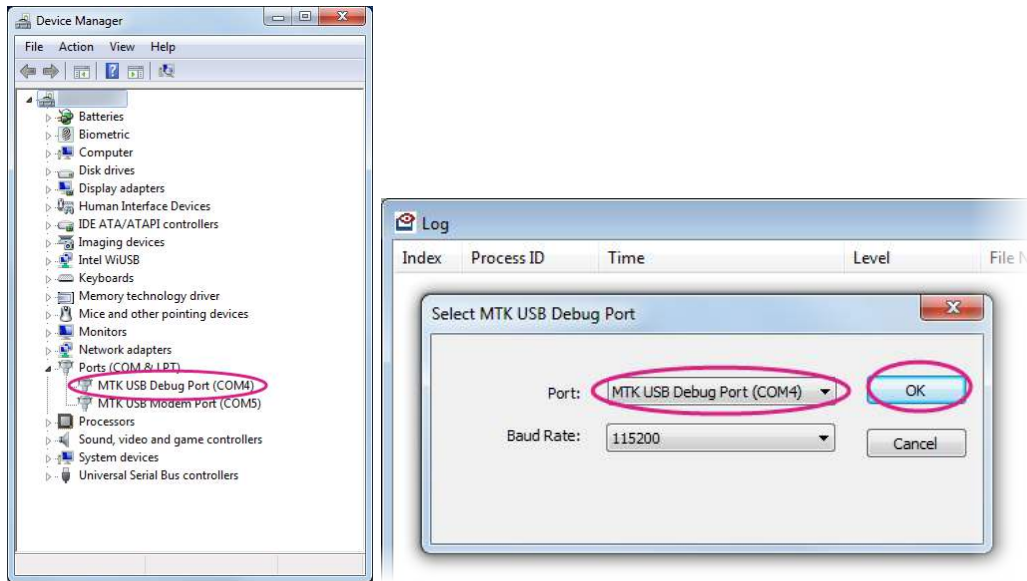 Device Manager
File Action View Help
Batteries
Biometric
Computer
Disk drives
Display adapters
Human Interface Devices
IDE ATA/ATAPI controllers
Imaging devices
Intel WiUSB
Keyboards
Memory technology driver
Mice and other pointing devices
Monitors
Network adapters
Ports (COM & LPT)
MTK USB Debug Port (COM4)
MTK USB Modem Port (COM5)
Processors
Sound, video and game controllers
System devices
Universal Serial Bus controllers
Log
Index Process ID Time Level File N
Select MTK USB Debug Port
Port: MTK USB Debug Port (COM4) OK
Baud Rate: 115200 Cancel